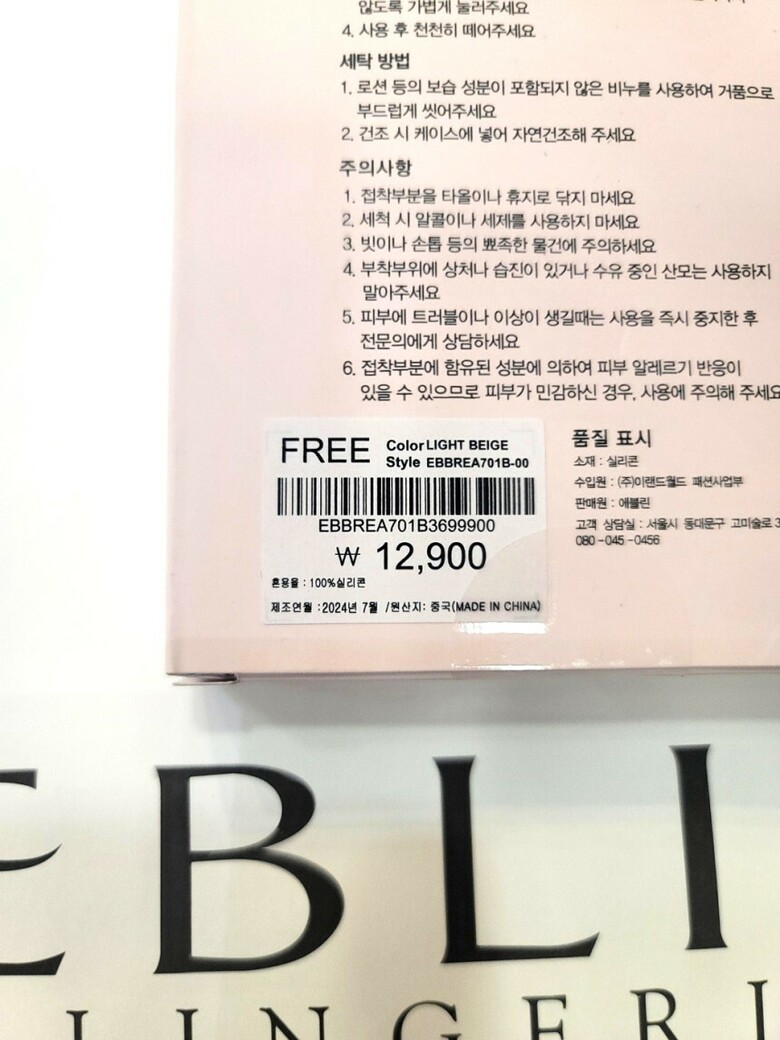 않도록 가볍게 눌러주세요
4. 사용 후 천천히 떼어주세요
세탁 방법
1. 로션 등의 보습 성분이 포함되지 않은 비누를 사용하여 거품으로
부드럽게 씻어주세요
2. 건조 시 케이스에 넣어 자연건조해 주세요
주의사항
1. 접착부분을 타올이나 휴지로 닦지 마세요
2. 세척 시 알콜이나 세제를 사용하지 마세요
3. 빗이나 손톱 등의 뾰족한 물건에 주의하세요
4. 부착부위에 상처나 습진이 있거나 수유 중인 산모는 사용하지
말아주세요
5. 피부에 트러블이나 이상이 생길때는 사용을 즉시 중지한 후
전문의에게 상담하세요
6. 접착부분에 함유된 성분에 의하여 피부 알레르기 반응이
있을 수 있으므로 피부가 민감하신 경우, 사용에 주의해 주세요
FREE Color LIGHT BEIGE
Style EBBREA701B-00
EBBREA701B3699900
₩ 12,900
혼용율 : 100%실리콘
제조연월 :2024년 7월 /원산지: 중국(MADE IN CHINA)
품질 표시
소재 : 실리콘
수입원 : (주)이랜드월드 패션사업부
판매원 : 에블린
고객 상담실 : 서울시 동대문구 고미술로 3
080-045-0456
EBLI
LINGERI